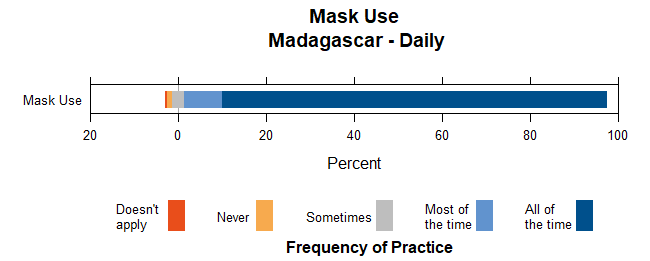 Mask Use
Madagascar - Daily
Mask Use
20 0 20 40 60 80 100
Percent
Doesn't
apply
Never
Sometimes
Most of
the time
All of
the time
Frequency of Practice